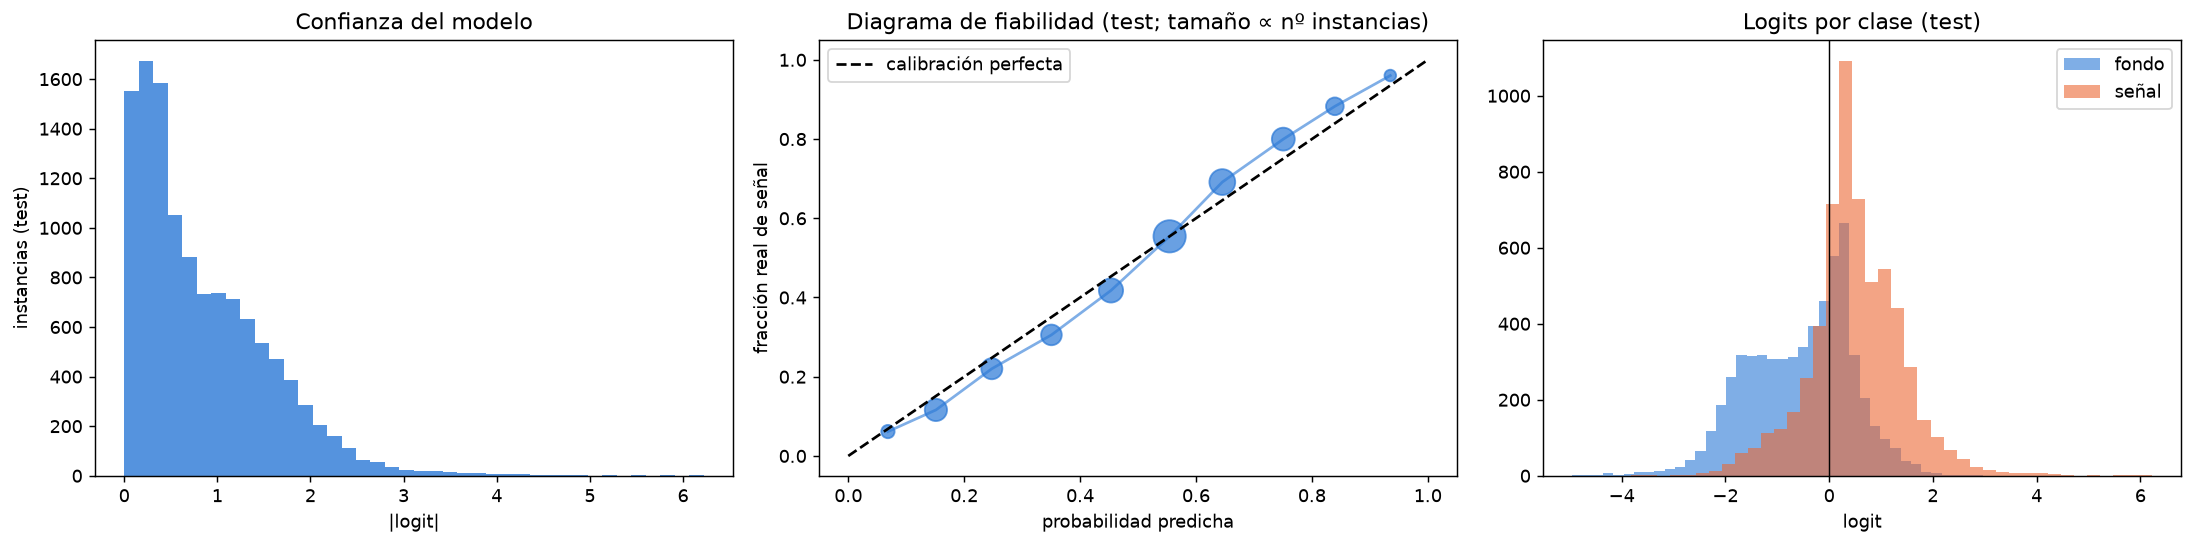 Confianza del modelo
instancias (test)
1600
1400
1200
1000
800
600
400
200
0
0 1 2 3 4 5 6
|logit|
Diagrama de fiabilidad (test; tamaño ∝ nº instancias)
calibración perfecta
fracción real de señal
1.0
0.8
0.6
0.4
0.2
0.0
0.0 0.2 0.4 0.6 0.8 1.0
probabilidad predicha
Logits por clase (test)
fondo
señal
1000
800
600
400
200
0
−4 −2 0 2 4 6
logit